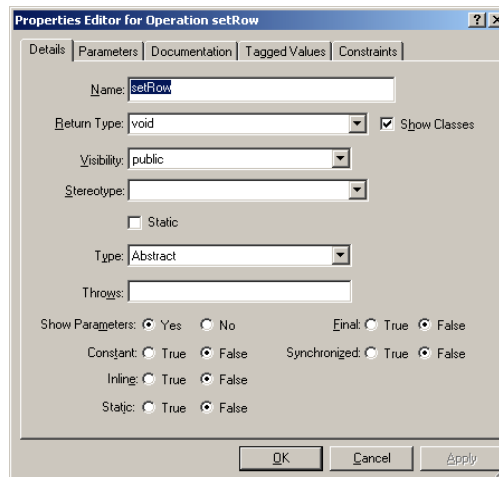 Properties Editor for Operation setRow
Details Parameters Documentation Tagged Values Constraints
Name: setRow
Return Type: void Show Classes
Visibility: public
Stereotype:
Static
Type: Abstract
Throws:
Show Parameters: Yes No Final: True False
Constant: True False Synchronized: True False
Inline: True False
Static: True False
OK Cancel Apply